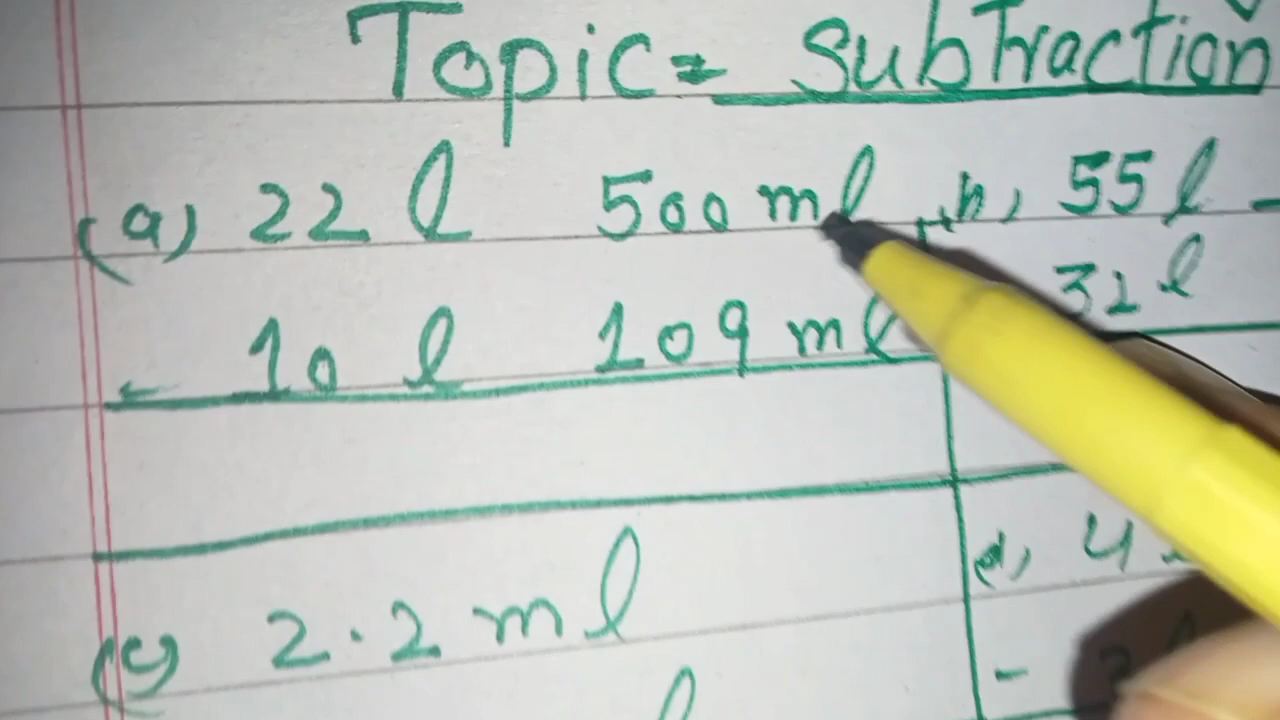 Topic = Subtraction
(a) 22 l 500 ml
- 10 l 109 ml
b) 55 l -
32 l
(c) 2.2 ml
l
d) 4
-